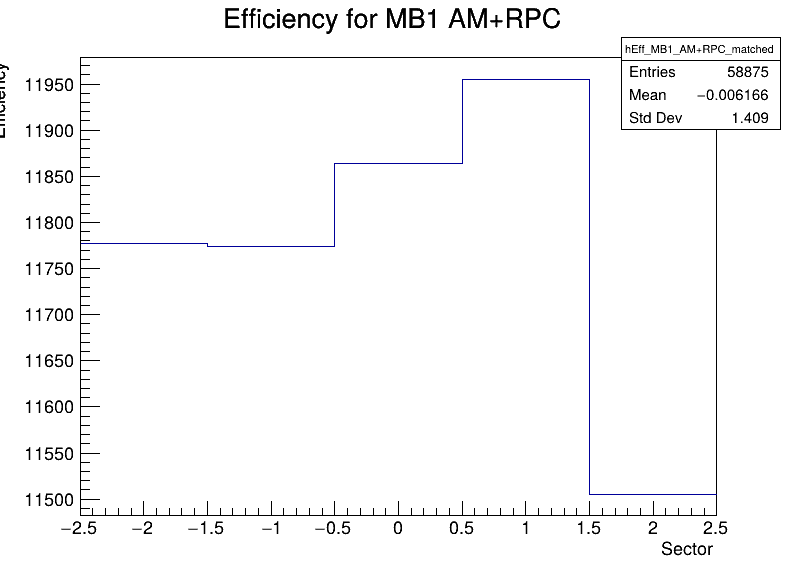 Efficiency for MB1 AM+RPC
hEff_MB1_AM+RPC_matched
Entries 58875
Mean −0.006166
Std Dev 1.409
Efficiency
11950
11900
11850
11800
11750
11700
11650
11600
11550
11500
−2.5 −2 −1.5 −1 −0.5 0 0.5 1 1.5 2 2.5
Sector